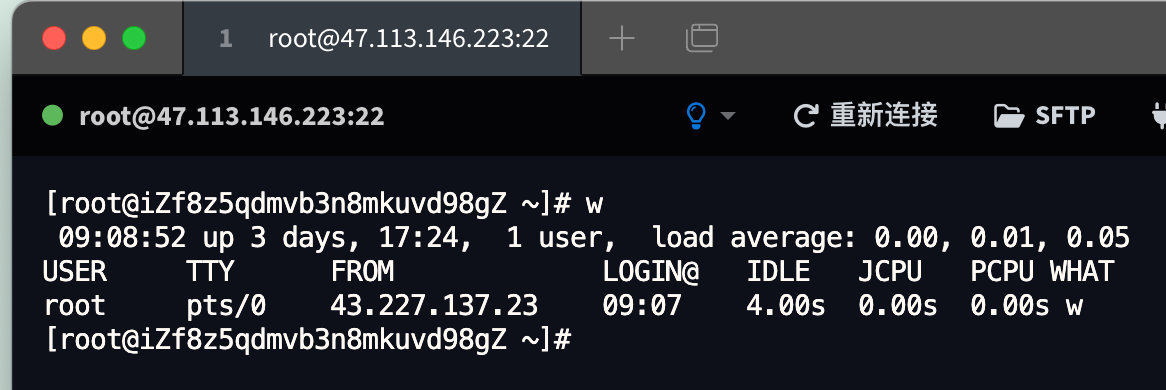 1 root@47.113.146.223:22
root@47.113.146.223:22 重新连接 SFTP
[root@iZf8z5qdmvb3n8mkuvd98gZ ~]# w
09:08:52 up 3 days, 17:24,  1 user,  load average: 0.00, 0.01, 0.05
USER     TTY      FROM             LOGIN@   IDLE   JCPU   PCPU WHAT
root     pts/0    43.227.137.23    09:07    4.00s  0.00s  0.00s w
[root@iZf8z5qdmvb3n8mkuvd98gZ ~]#